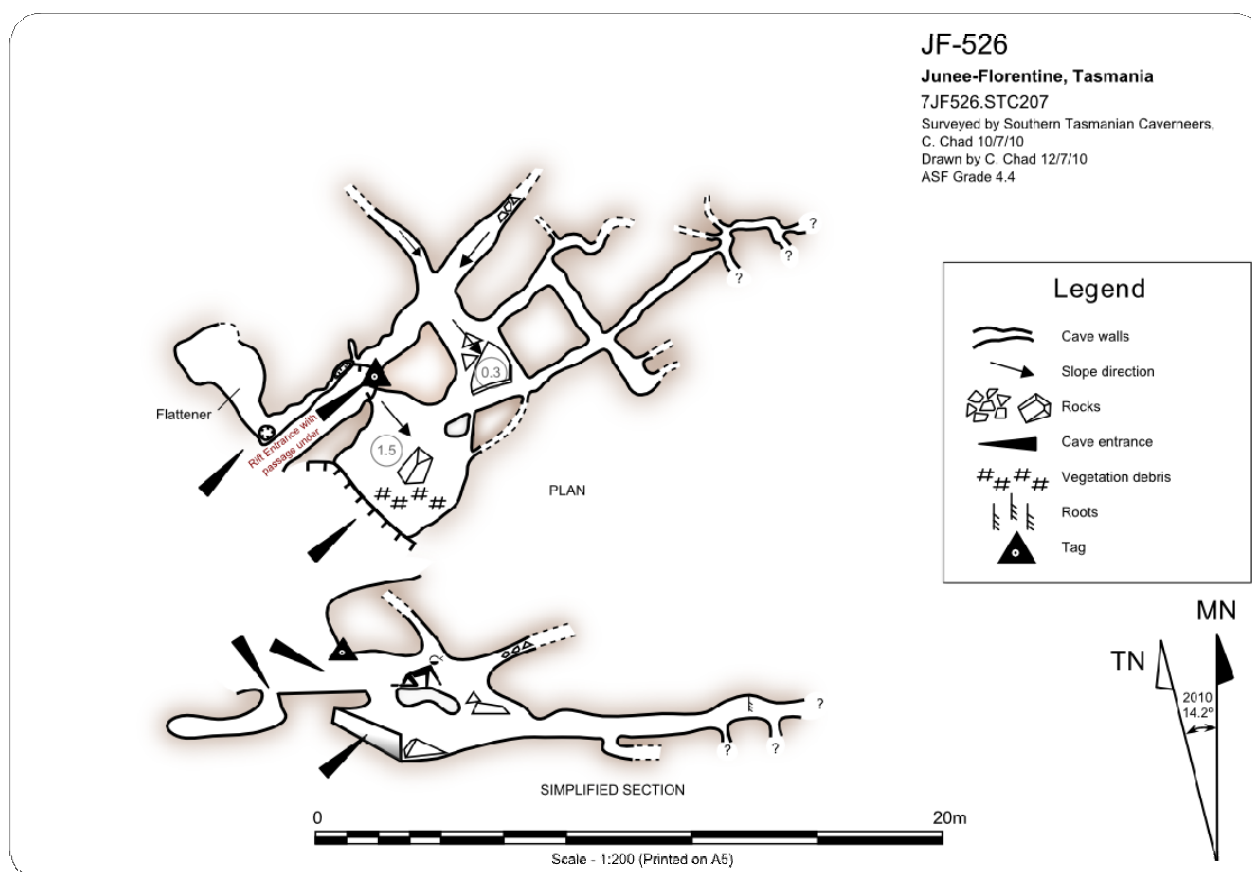 JF-526
Junee-Florentine, Tasmania
7JF526.STC207
Surveyed by Southern Tasmanian Caverneers,
C. Chad 10/7/10
Drawn by C. Chad 12/7/10
ASF Grade 4.4
?
?
?
0.3
Flattener
Rift Entrance with
passage under
1.5
PLAN
Legend
Cave walls
Slope direction
Rocks
Cave entrance
Vegetation debris
Roots
Tag
MN
TN
2010
14.2°
?
?
?
SIMPLIFIED SECTION
0
20m
Scale - 1:200 (Printed on A5)